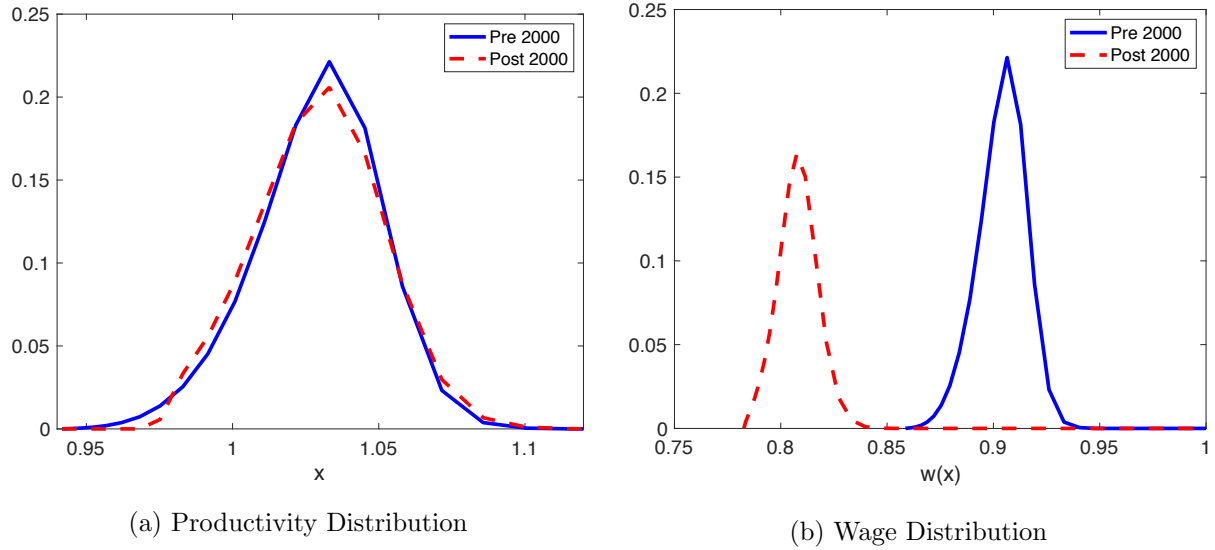 0.25
0.2
0.15
0.1
0.05
0
0.95
1
1.05
1.1
x
Pre 2000
Post 2000
(a) Productivity Distribution
0.25
0.2
0.15
0.1
0.05
0
0.75
0.8
0.85
0.9
0.95
1
w(x)
Pre 2000
Post 2000
(b) Wage Distribution